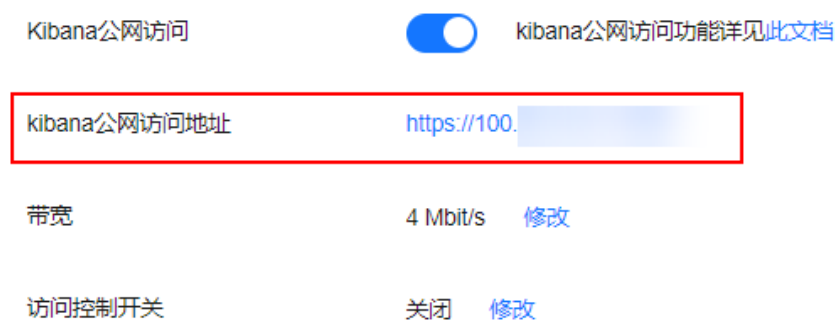 Kibana公网访问 kibana公网访问功能详见此文档
kibana公网访问地址 https://100.
带宽 4 Mbit/s 修改
访问控制开关 关闭 修改